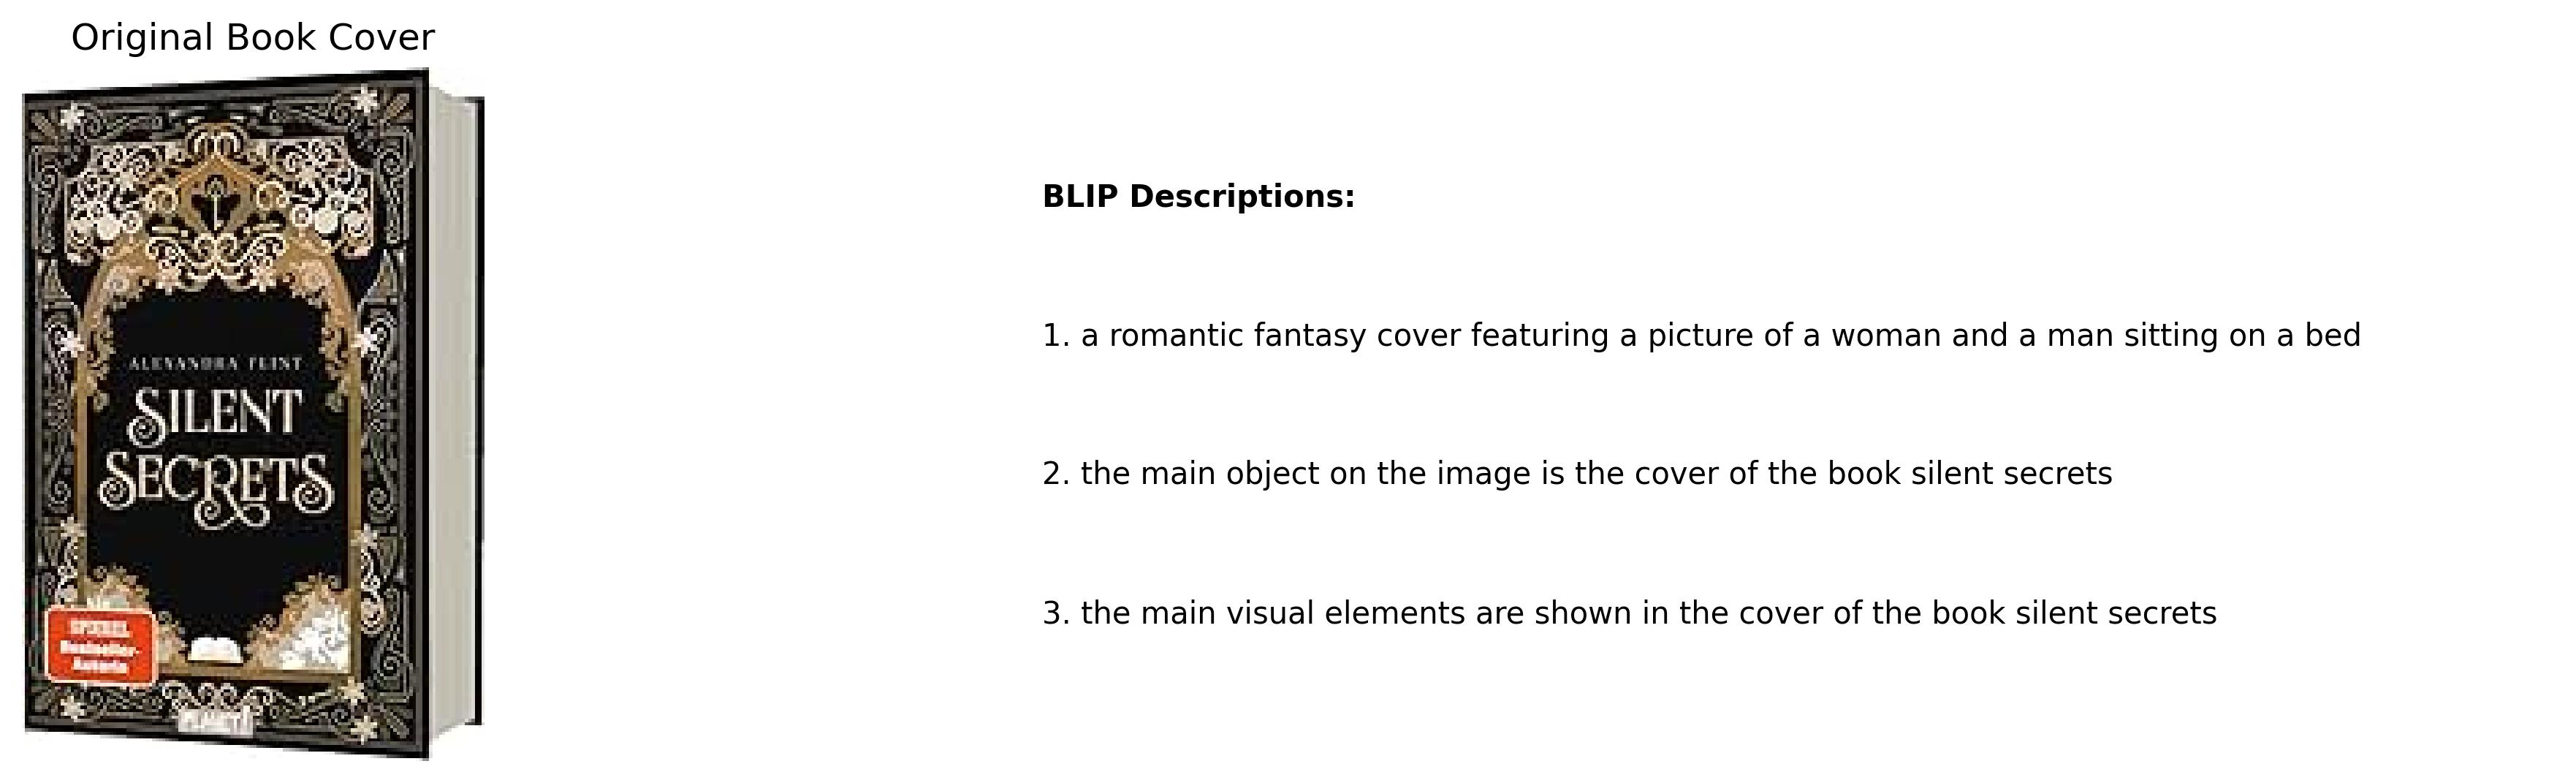 Original Book Cover
ALEXANDRA FLINT
SILENT
SECRETS
SPIEGEL
Bestseller-
Autorin
PLANET!
BLIP Descriptions:
1. a romantic fantasy cover featuring a picture of a woman and a man sitting on a bed
2. the main object on the image is the cover of the book silent secrets
3. the main visual elements are shown in the cover of the book silent secrets